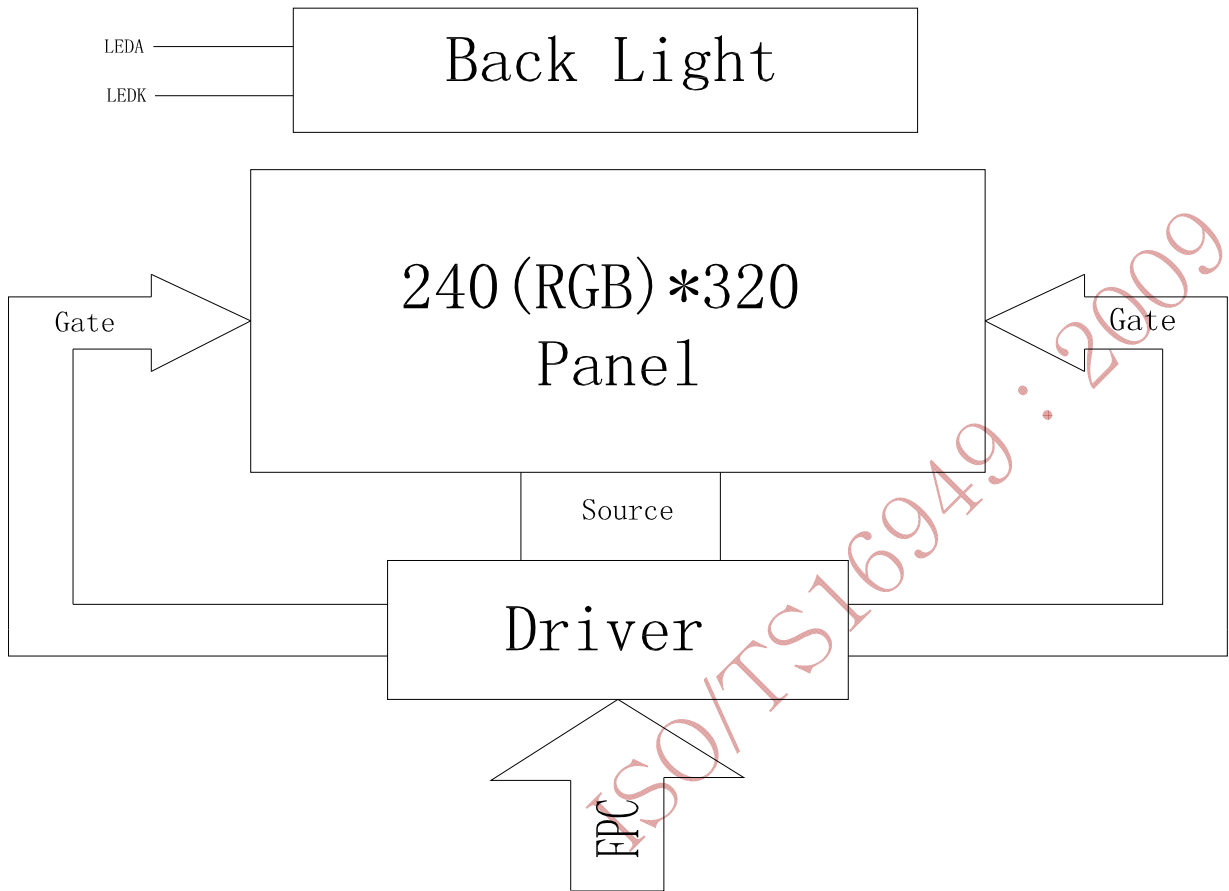 LEDA
Back Light
LEDK
240(RGB)*320
Panel
Gate
Gate
Source
Driver
FPC
ISO/TS16949：2009